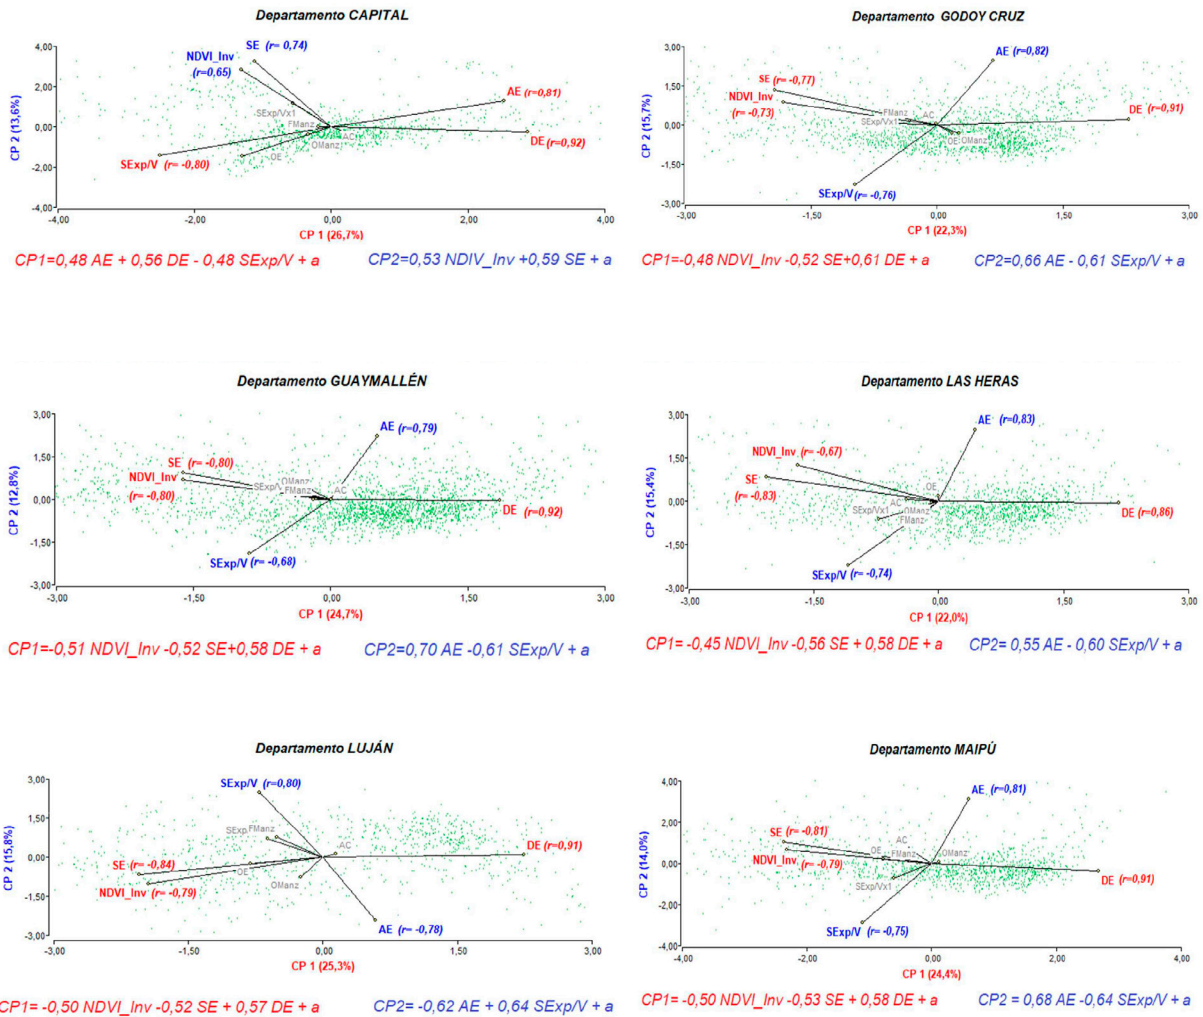 Departamento CAPITAL
4,00
SE (r= 0,74)
NDVI_Inv
(r=0,65)
2,00
AE (r=0,81)
SExp/Vx1
FManz
0,00
AC
DE (r=0,92)
OManz
OE
SExp/V (r= -0,80)
-2,00
-4,00
CP 2 (13,6%)
-4,00 -2,00 0,00 2,00 4,00
CP 1 (26,7%)
CP1=0,48 AE + 0,56 DE - 0,48 SExp/V + a
CP2=0,53 NDIV_Inv +0,59 SE + a
Departamento GODOY CRUZ
3,00
AE (r=0,82)
SE (r= -0,77)
1,50
NDVI_Inv
(r= -0,73)
FManz
AC
DE (r=0,91)
SExp/Vx1
0,00
OE OManz
-1,50
SExp/V (r= -0,76)
-3,00
CP 2 (15,7%)
-3,00 -1,50 0,00 1,50 3,00
CP 1 (22,3%)
CP1=-0,48 NDVI_Inv -0,52 SE+0,61 DE + a
CP2=0,66 AE - 0,61 SExp/V + a
Departamento GUAYMALLÉN
3,00
AE (r=0,79)
1,50
SE (r= -0,80)
NDVI_Inv
(r= -0,80)
OManz
SExp/V
FManz
AC
0,00
DE (r=0,92)
-1,50
SExp/V (r= -0,68)
-3,00
CP 2 (12,8%)
-3,00 -1,50 0,00 1,50 3,00
CP 1 (24,7%)
CP1=-0,51 NDVI_Inv -0,52 SE+0,58 DE + a
CP2=0,70 AE -0,61 SExp/V + a
Departamento LAS HERAS
3,00
AE (r=0,83)
NDVI_Inv (r= -0,67)
1,50
SE
(r= -0,83)
OE
0,00
AC
SExp/Vx1
OManz
FManz
DE (r=0,86)
-1,50
SExp/V (r= -0,74)
-3,00
CP 2 (15,4%)
-3,00 -1,50 0,00 1,50 3,00
CP 1 (22,0%)
CP1= -0,45 NDVI_Inv -0,56 SE + 0,58 DE + a
CP2= 0,55 AE - 0,60 SExp/V + a
Departamento LUJÁN
3,00
SExp/V (r=0,80)
1,50
SExp
FManz
AC
DE (r=0,91)
0,00
SE (r= -0,84)
OE
NDVI_Inv (r= -0,79)
OManz
-1,50
AE (r= -0,78)
-3,00
CP 2 (15,8%)
-3,00 -1,50 0,00 1,50 3,00
CP 1 (25,3%)
CP1= -0,50 NDVI_Inv -0,52 SE + 0,57 DE + a
CP2= -0,62 AE + 0,64 SExp/V + a
Departamento MAIPÚ
4,00
AE (r=0,81)
2,00
SE (r= -0,81)
AC
OE
FManz
OManz
NDVI_Inv (r= -0,79)
0,00
SExp/Vx1
DE (r=0,91)
-2,00
SExp/V (r= -0,75)
-4,00
CP 2 (14,0%)
-4,00 -2,00 0,00 2,00 4,00
CP 1 (24,4%)
CP1= -0,50 NDVI_Inv -0,53 SE + 0,58 DE + a
CP2 = 0,68 AE -0,64 SExp/V + a